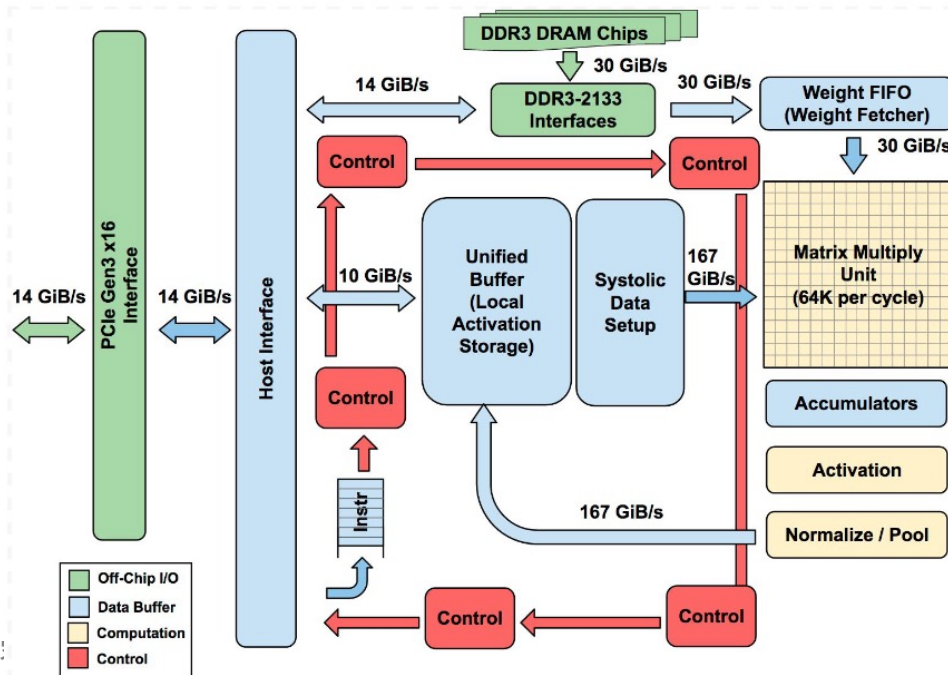 DDR3 DRAM Chips
30 GiB/s
14 GiB/s
DDR3-2133
Interfaces
30 GiB/s
Weight FIFO
(Weight Fetcher)
30 GiB/s
Control
Control
PCIe Gen3 x16
Interface
14 GiB/s
14 GiB/s
Host Interface
10 GiB/s
Unified
Buffer
(Local
Activation
Storage)
Systolic
Data
Setup
167
GiB/s
Matrix Multiply
Unit
(64K per cycle)
Control
Accumulators
Instr
Activation
167 GiB/s
Normalize / Pool
Control
Control
Off-Chip I/O
Data Buffer
Computation
Control